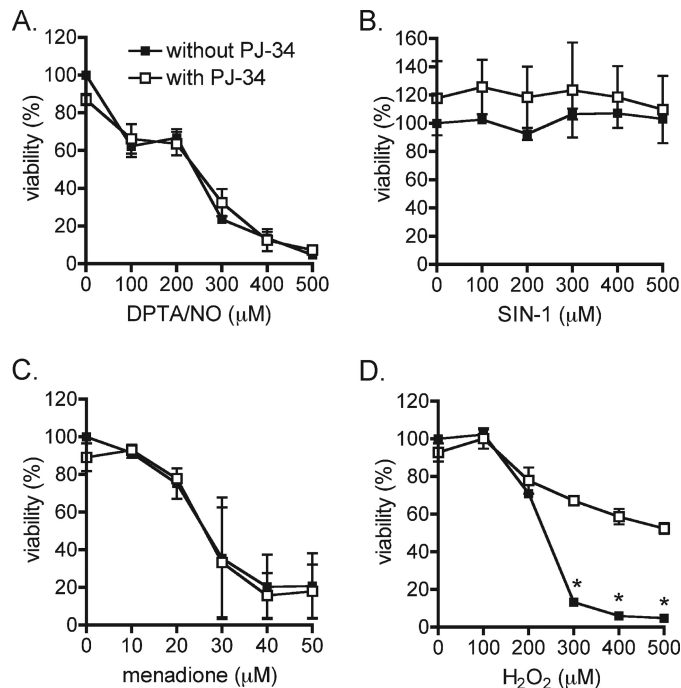 A.
120
100
80
60
40
20
0
viability (%)
without PJ-34
with PJ-34
0 100 200 300 400 500
DPTA/NO (μM)
B.
160
140
120
100
80
60
40
20
0
viability (%)
0 100 200 300 400 500
SIN-1 (μM)
C.
120
100
80
60
40
20
0
viability (%)
0 10 20 30 40 50
menadione (μM)
D.
120
100
80
60
40
20
0
viability (%)
* * *
0 100 200 300 400 500
H₂O₂ (μM)